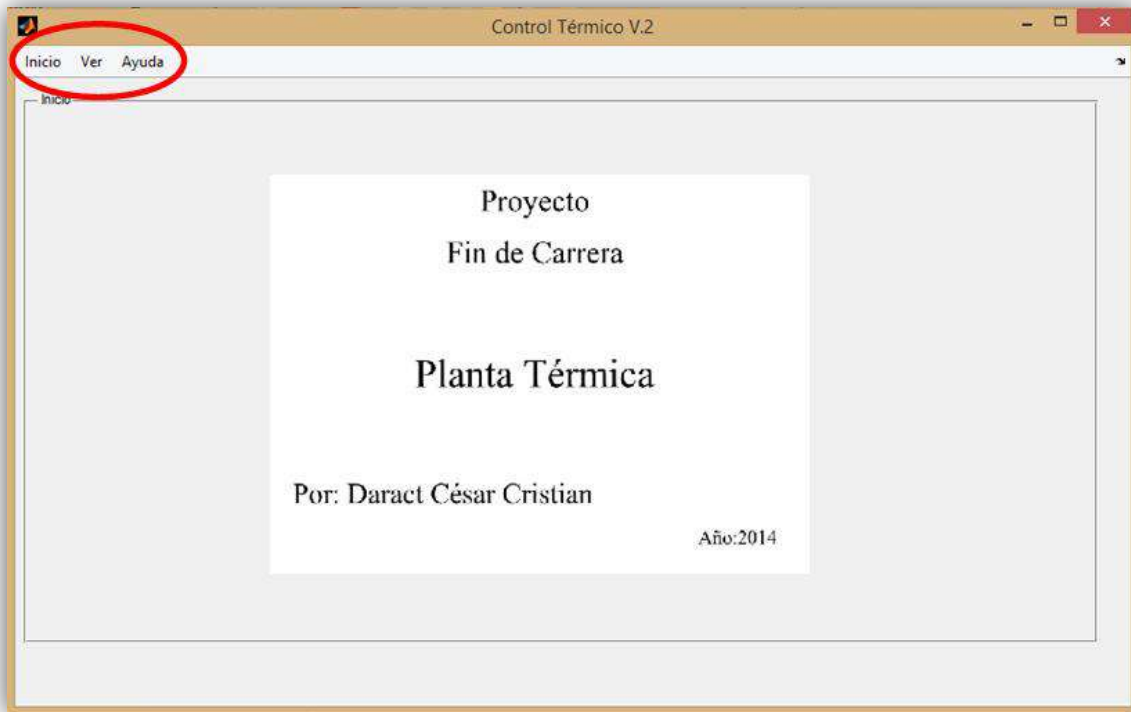 Control Térmico V.2
Inicio Ver Ayuda
Inicio
Proyecto
Fin de Carrera
Planta Térmica
Por: Daract César Cristian
Año:2014